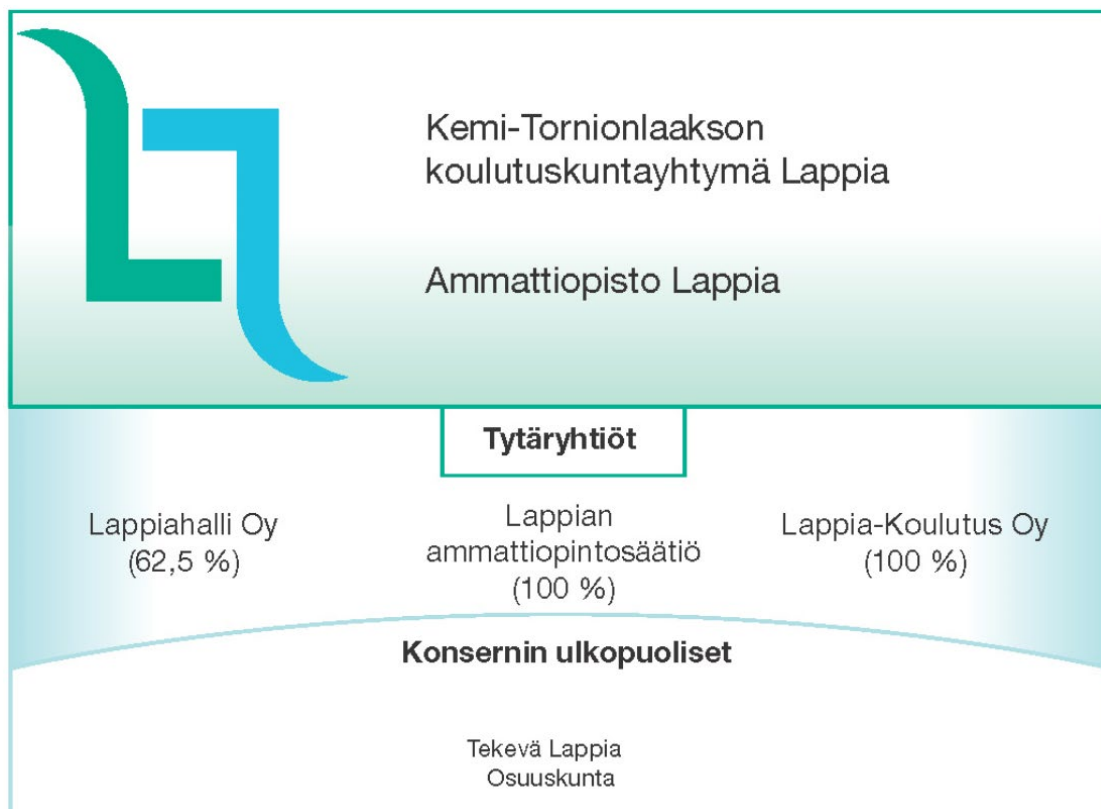 Kemi-Tornionlaakson
koulutuskuntayhtymä Lappia
Ammattiopisto Lappia
Tytäryhtiöt
Lappiahalli Oy
(62,5 %)
Lappian
ammattiopintosäätiö
(100 %)
Lappia-Koulutus Oy
(100 %)
Konsernin ulkopuoliset
Tekevä Lappia
Osuuskunta